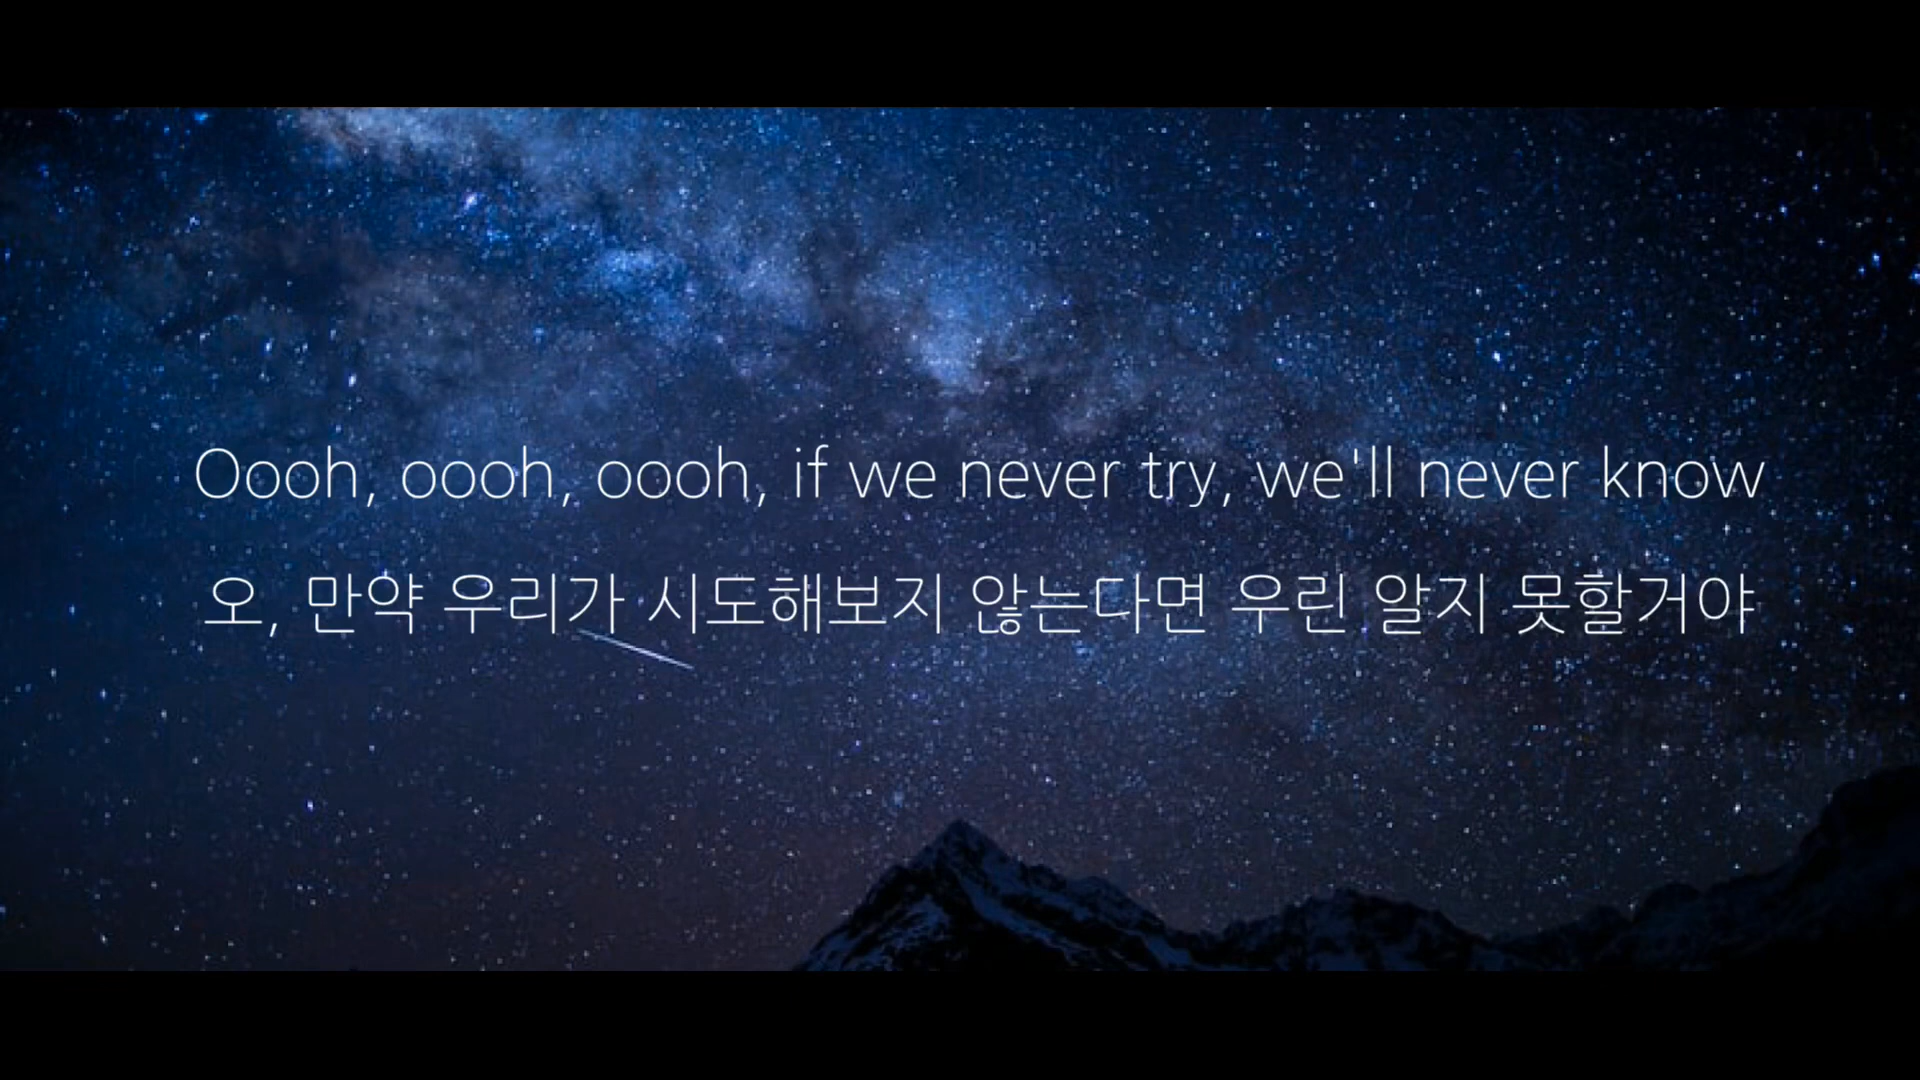 Oooh, oooh, oooh, if we never try, we'll never know
오, 만약 우리가 시도해보지 않는다면 우린 알지 못할거야